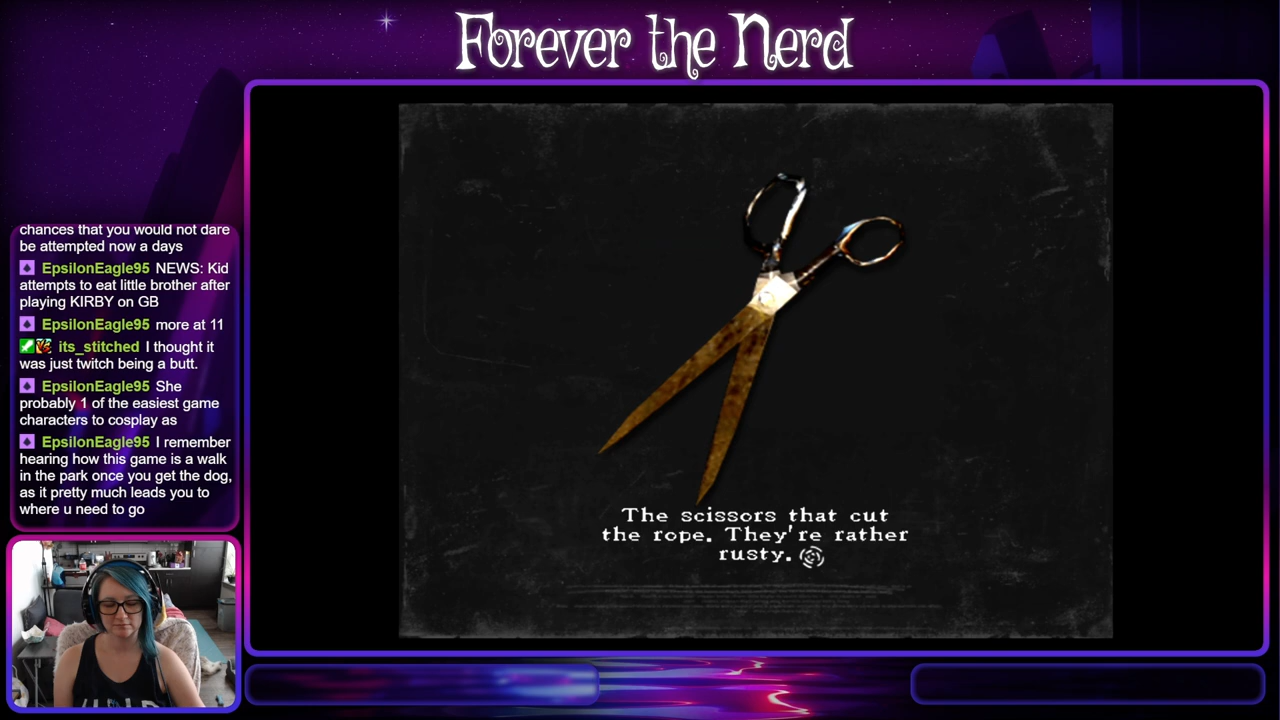 Forever the Nerd
chances that you would not dare
be attempted now a days
EpsilonEagle95 NEWS: Kid
attempts to eat little brother after
playing KIRBY on GB
EpsilonEagle95 more at 11
its_stitched I thought it
was just twitch being a butt.
EpsilonEagle95 She
probably 1 of the easiest game
characters to cosplay as
EpsilonEagle95 I remember
hearing how this game is a walk
in the park once you get the dog,
as it pretty much leads you to
where u need to go
The scissors that cut
the rope. They're rather
rusty.